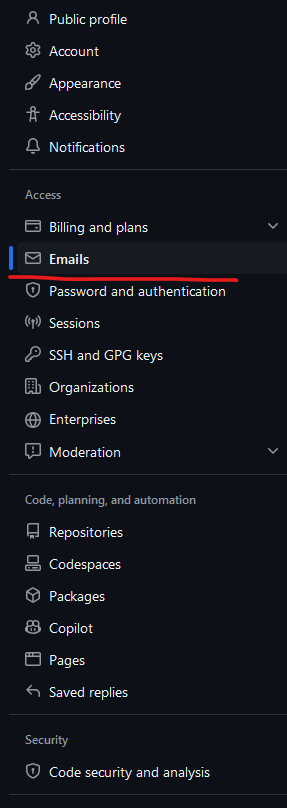 Public profile
Account
Appearance
Accessibility
Notifications
Access
Billing and plans
Emails
Password and authentication
Sessions
SSH and GPG keys
Organizations
Enterprises
Moderation
Code, planning, and automation
Repositories
Codespaces
Packages
Copilot
Pages
Saved replies
Security
Code security and analysis